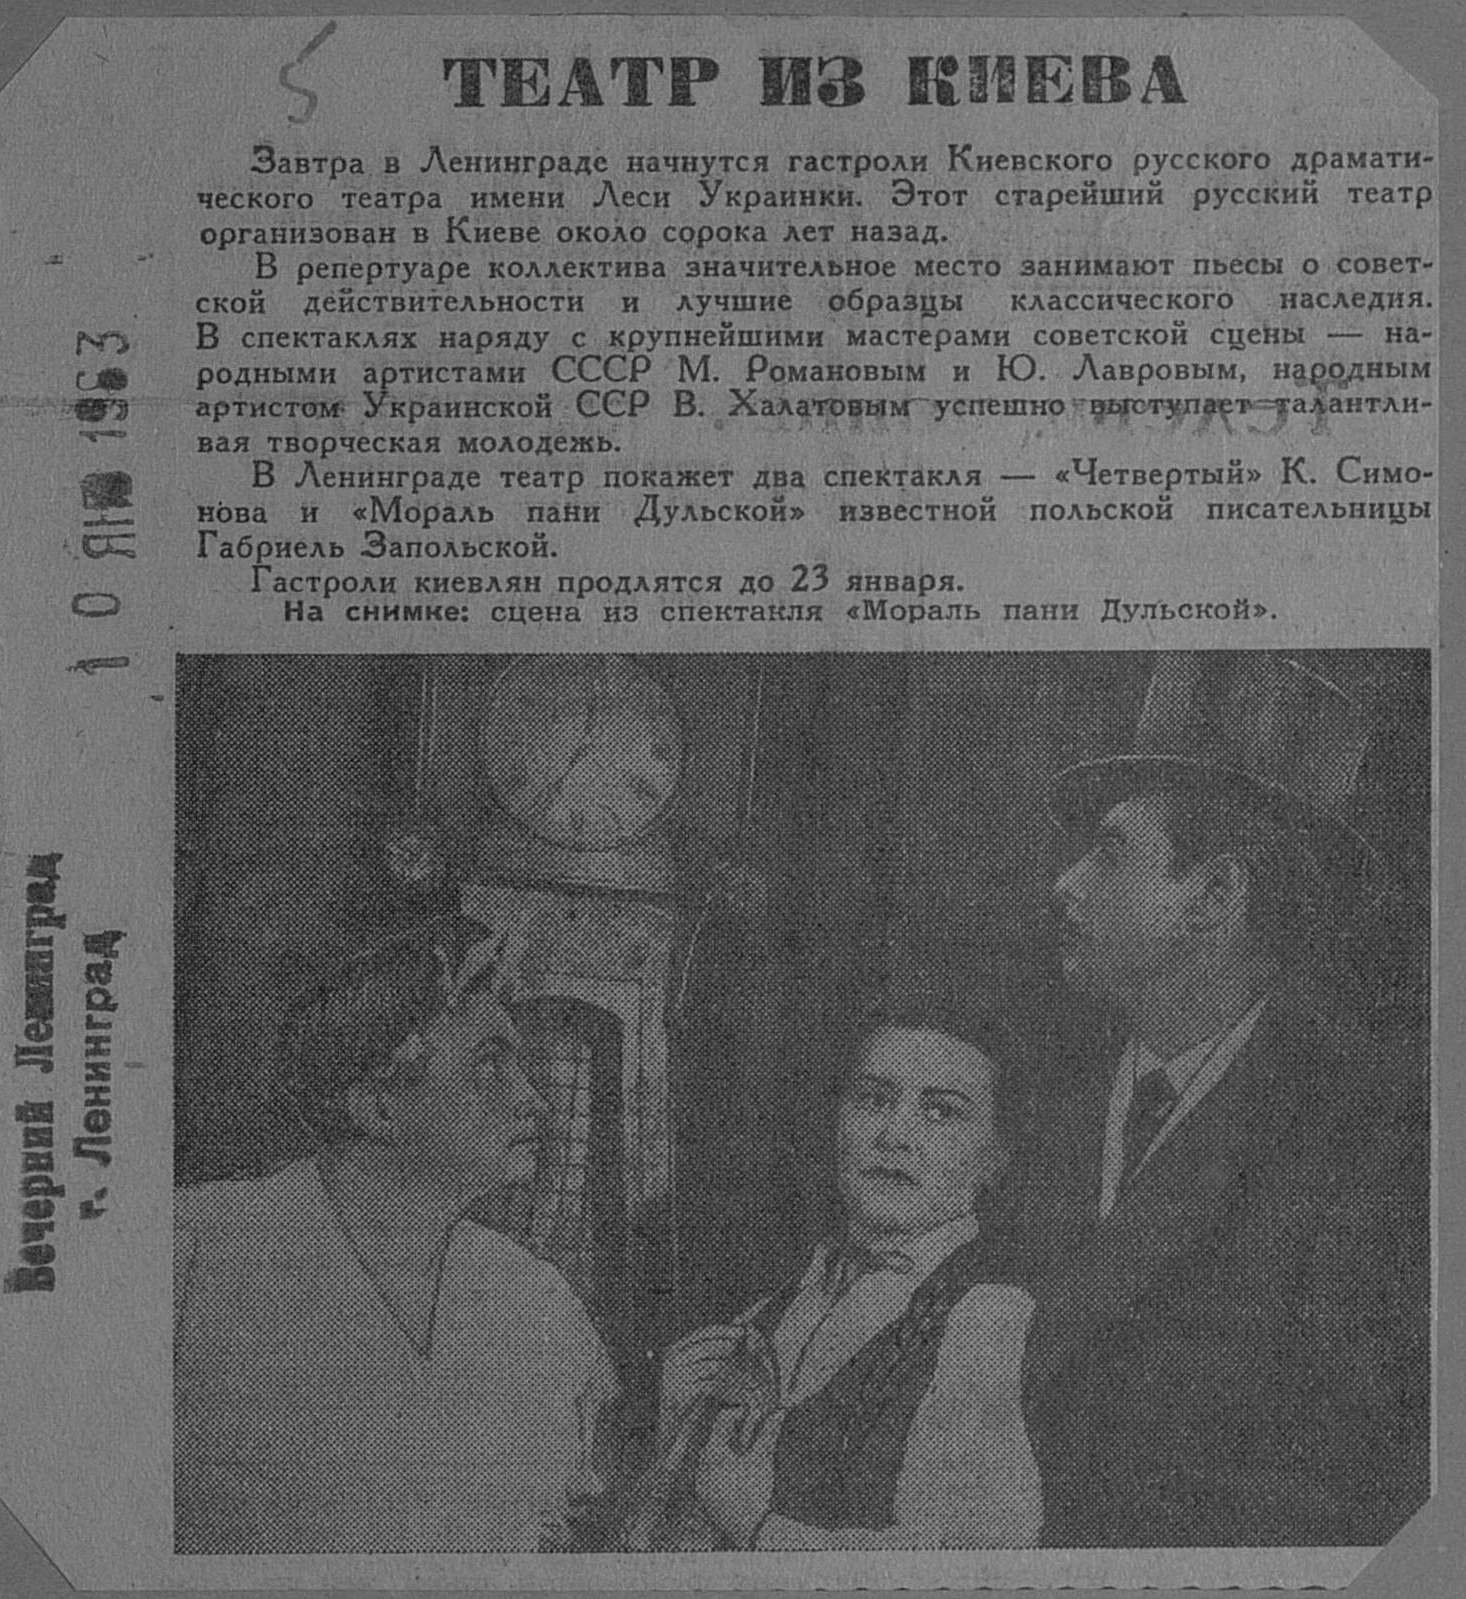 ТЕАТР ИЗ КИЕВА
Завтра в Ленинграде начнутся гастроли Киевского русского драмати-
ческого театра имени Леси Украинки. Этот старейший русский театр
организован в Киеве около сорока лет назад.
В репертуаре коллектива значительное место занимают пьесы о совет-
ской действительности и лучшие образцы классического наследия.
В спектаклях наряду с крупнейшими мастерами советской сцены — на-
родными артистами СССР М. Романовым и Ю. Лавровым, народным
артистом Украинской ССР В. Халатовым успешно выступает талантли-
вая творческая молодежь.
В Ленинграде театр покажет два спектакля — «Четвертый» К. Симо-
нова и «Мораль пани Дульской» известной польской писательницы
Габриель Запольской.
Гастроли киевлян продлятся до 23 января.
На снимке: сцена из спектакля «Мораль пани Дульской».
10 ЯНВ 1963
Вечерний Ленинград
г. Ленинград